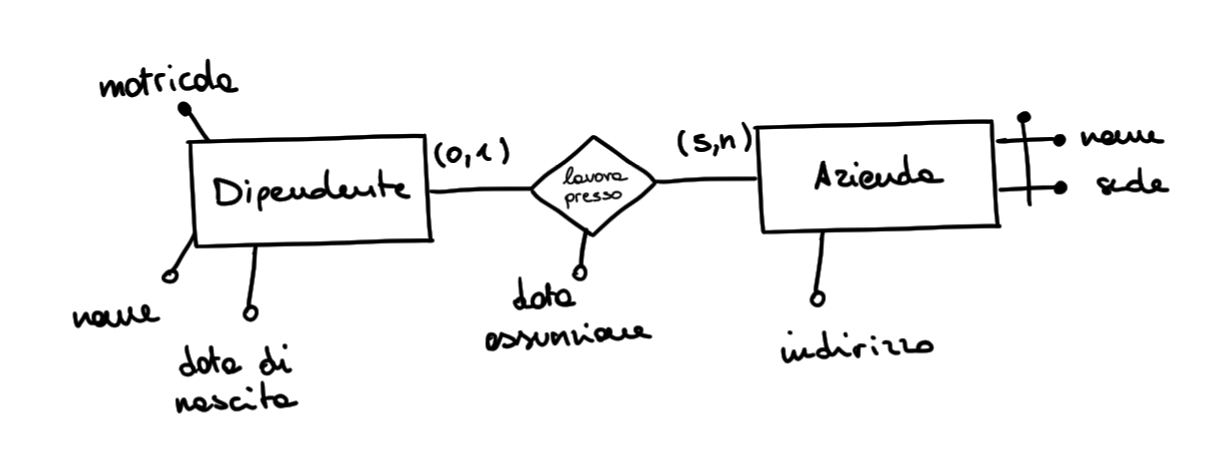 matricola
Dipendente
(0,1)
lavora
presso
(5,n)
Azienda
nome
sede
nome
data di
nascita
data
assunzione
indirizzo